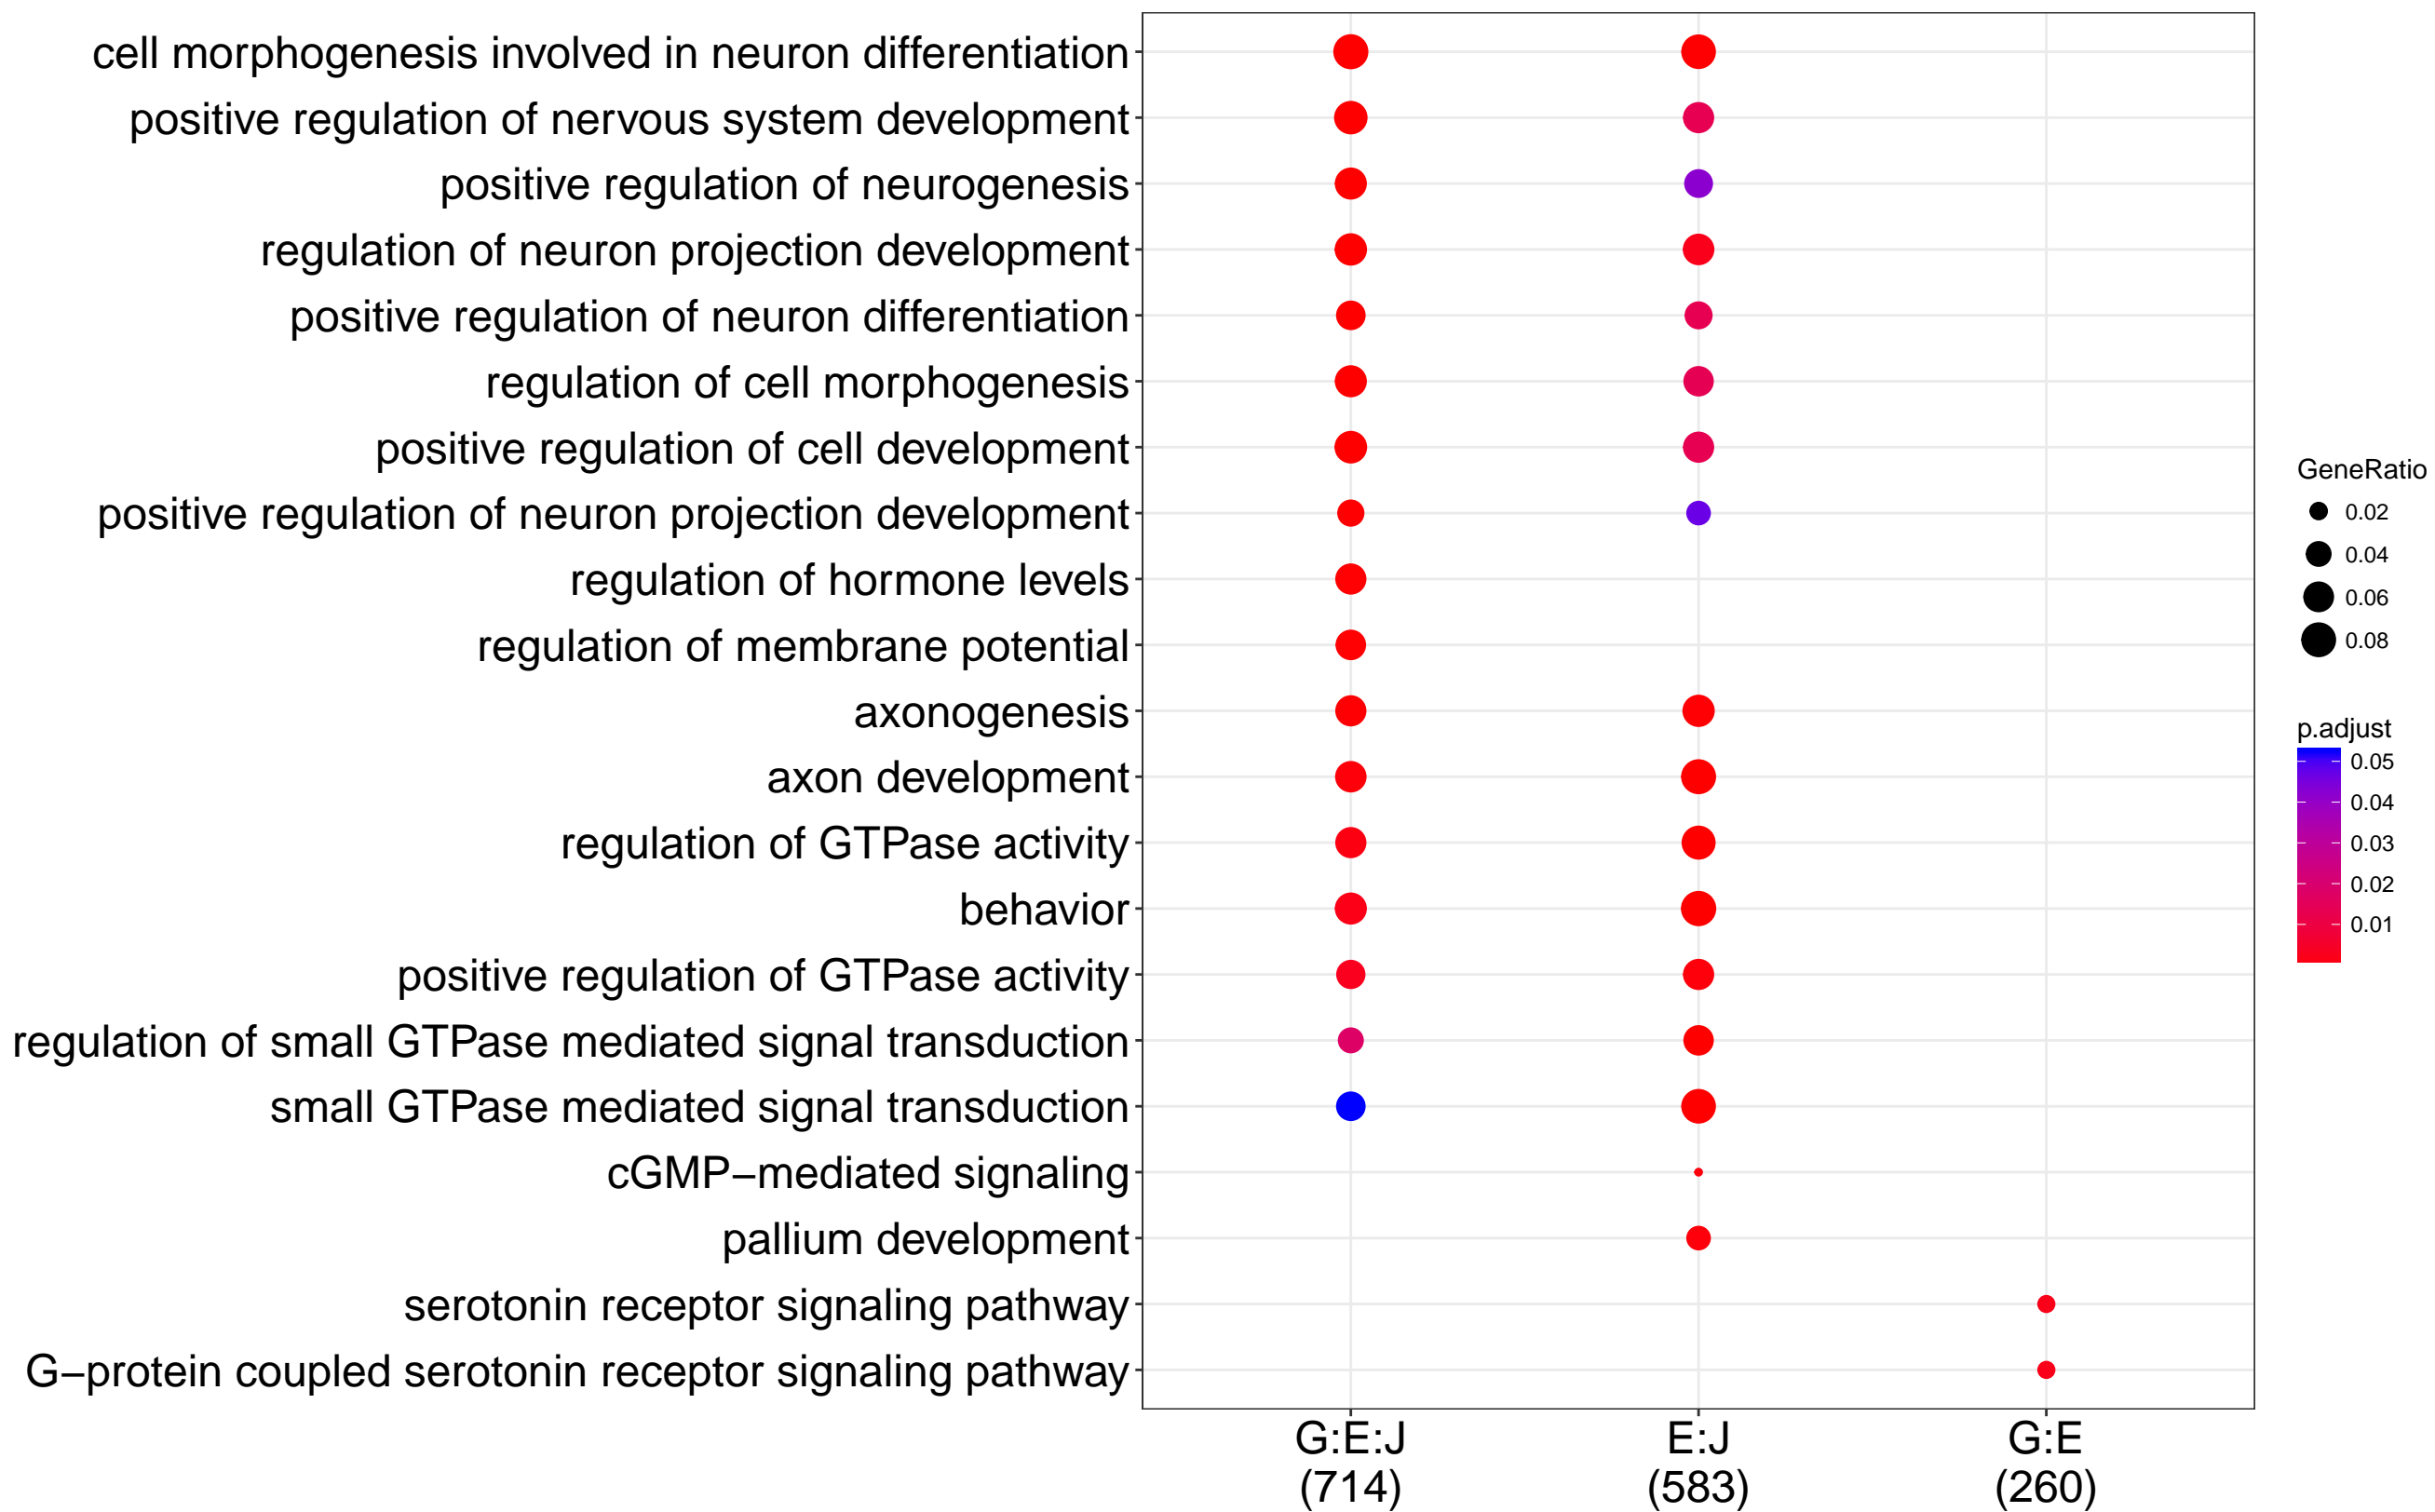 cell morphogenesis involved in neuron differentiation
positive regulation of nervous system development
positive regulation of neurogenesis
regulation of neuron projection development
positive regulation of neuron differentiation
regulation of cell morphogenesis
positive regulation of cell development
positive regulation of neuron projection development
regulation of hormone levels
regulation of membrane potential
axonogenesis
axon development
regulation of GTPase activity
behavior
positive regulation of GTPase activity
regulation of small GTPase mediated signal transduction
small GTPase mediated signal transduction
cGMP−mediated signaling
pallium development
serotonin receptor signaling pathway
G−protein coupled serotonin receptor signaling pathway
G:E:J
(714)
E:J
(583)
G:E
(260)
GeneRatio
0.02
0.04
0.06
0.08
p.adjust
0.05
0.04
0.03
0.02
0.01